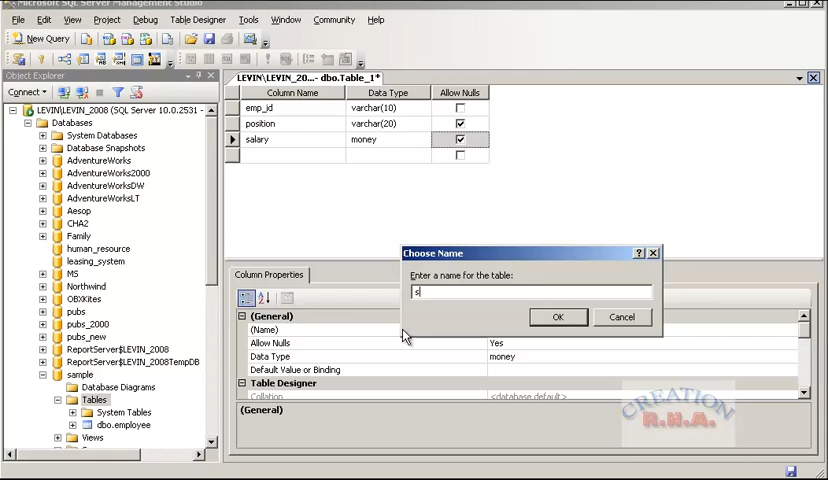 Microsoft SQL Server Management Studio
File Edit View Project Debug Table Designer Tools Window Community Help
New Query
Object Explorer
LEVIN\LEVIN_20...- dbo.Table_1*
Connect
Column Name Data Type Allow Nulls
emp_id varchar(10)
position varchar(20)
salary money
LEVIN\LEVIN_2008 (SQL Server 10.0.2531 -
Databases
System Databases
Database Snapshots
AdventureWorks
AdventureWorks2000
AdventureWorksDW
AdventureWorksLT
Aesop
CHA2
Family
human_resource
leasing_system
MS
Northwind
OBXKites
pubs
pubs_2000
pubs_new
ReportServer$LEVIN_2008
ReportServer$LEVIN_2008TempDB
sample
Database Diagrams
Tables
System Tables
dbo.employee
Views
Choose Name
Enter a name for the table:
s
OK Cancel
Column Properties
(General)
(Name)
Allow Nulls Yes
Data Type money
Default Value or Binding
Table Designer
Collation <database default>
(General)
CREATION
R.H.A.